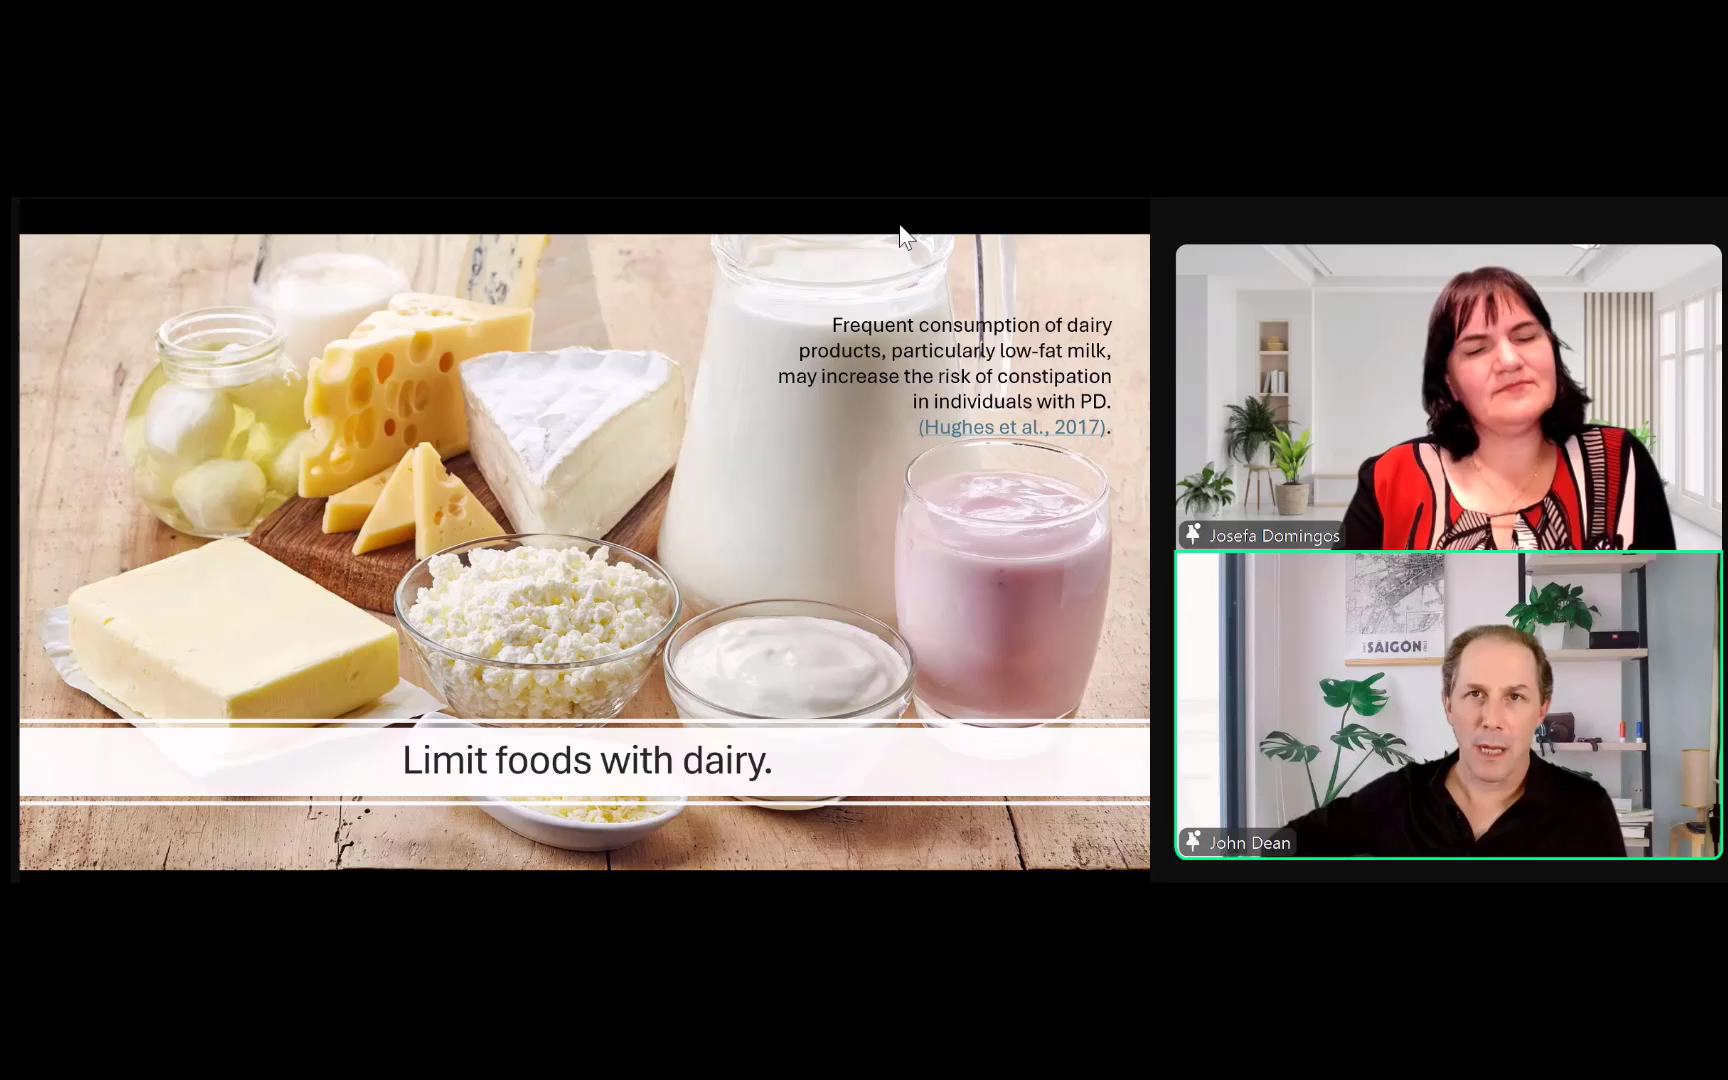 Frequent consumption of dairy
products, particularly low-fat milk,
may increase the risk of constipation
in individuals with PD.
(Hughes et al., 2017).
Limit foods with dairy.
Josefa Domingos
SAIGON
John Dean